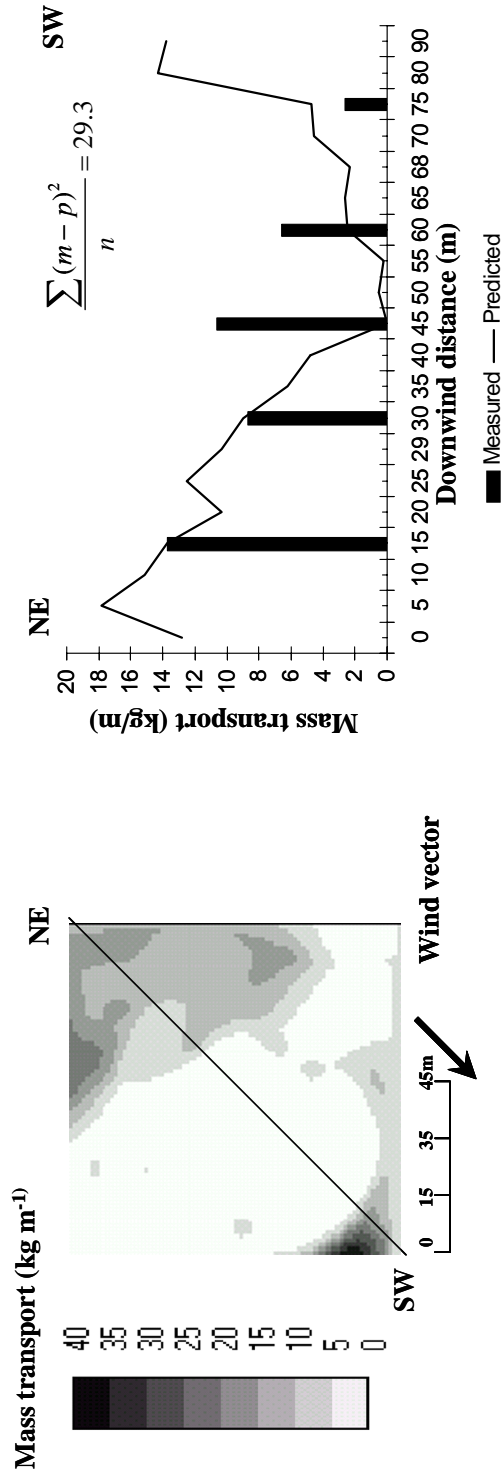 Mass transport (kg m-1)
40
35
30
25
20
15
10
5
0
NE
SW
0 15 35 45m
Wind vector
NE
SW
∑(m − p)²
n
= 29.3
Mass transport (kg/m)
20
18
16
14
12
10
8
6
4
2
0
0 5 10 15 20 25 29 30 35 40 45 50 55 60 65 68 70 75 80 90
Downwind distance (m)
Measured Predicted